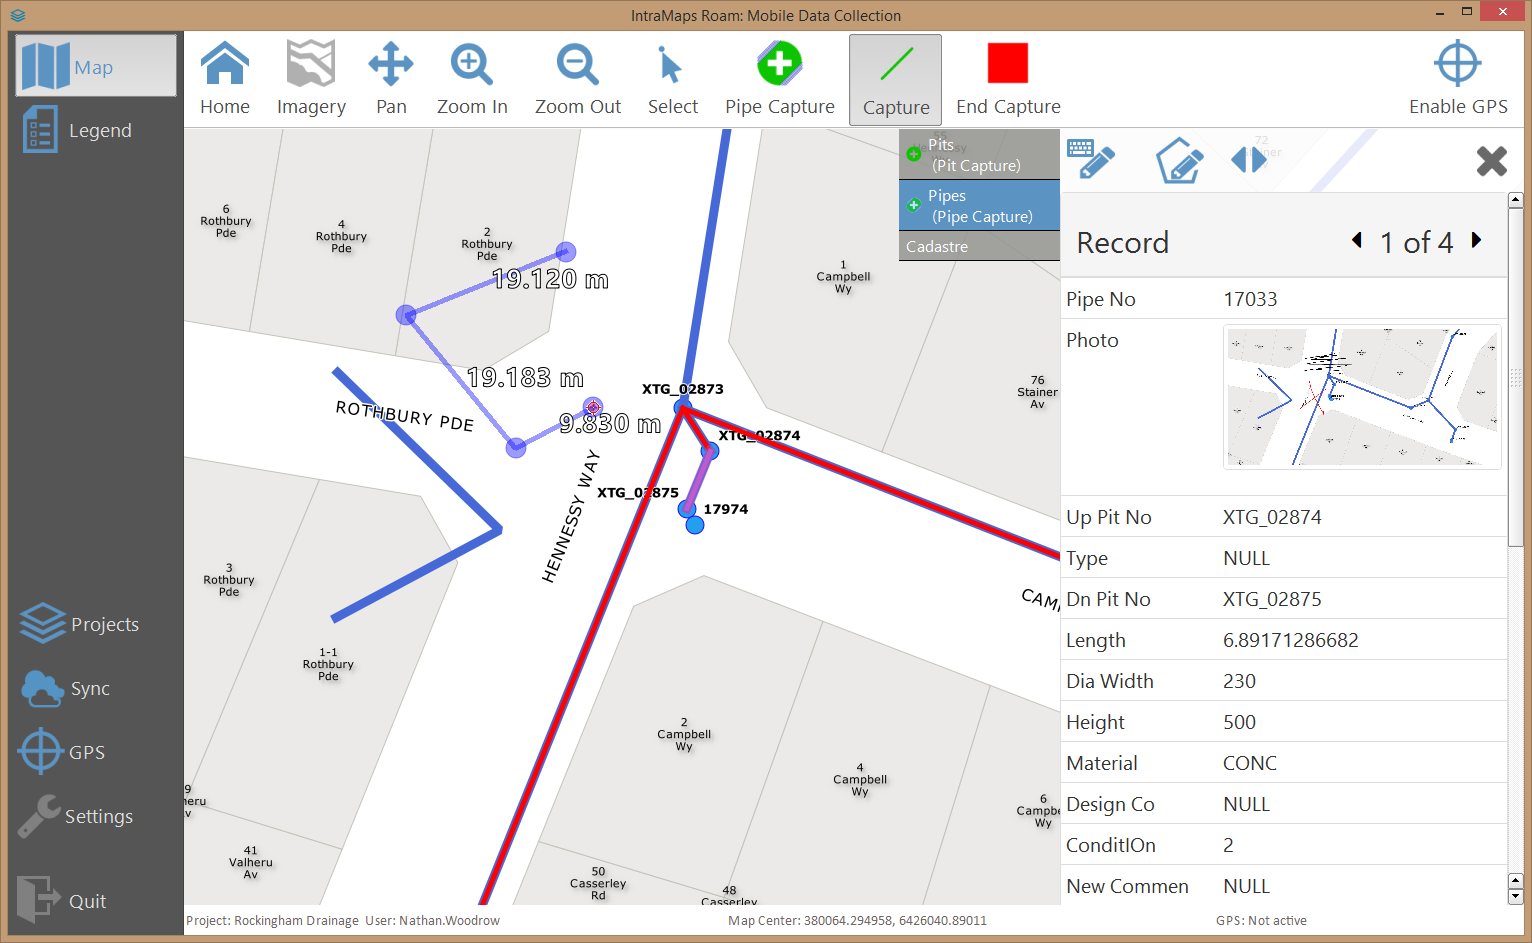 IntraMaps Roam: Mobile Data Collection
Map
Legend
Projects
Sync
GPS
Settings
Quit
Home
Imagery
Pan
Zoom In
Zoom Out
Select
Pipe Capture
Capture
End Capture
Enable GPS
Pits
(Pit Capture)
Pipes
(Pipe Capture)
Cadastre
6
Rothbury
Pde
4
Rothbury
Pde
2
Rothbury
Pde
19.120 m
19.183 m
9.830 m
1
Campbell
Wy
76
Stainer
Av
72
Stainer
ROTHBURY PDE
HENNESSY WAY
XTG_02873
XTG_02874
XTG_02875
17974
3
Rothbury
Pde
1-1
Rothbury
Pde
2
Campbell
Wy
4
Campbell
Wy
6
Campbe
Wy
CAM
9
heru
v
41
Valheru
Av
50
Casserley
Rd
48
Casserley
Record
1 of 4
Pipe No 17033
Photo
Up Pit No XTG_02874
Type NULL
Dn Pit No XTG_02875
Length 6.89171286682
Dia Width 230
Height 500
Material CONC
Design Co NULL
ConditIOn 2
New Commen NULL
Project: Rockingham Drainage User: Nathan.Woodrow
Map Center: 380064.294958, 6426040.89011
GPS: Not active